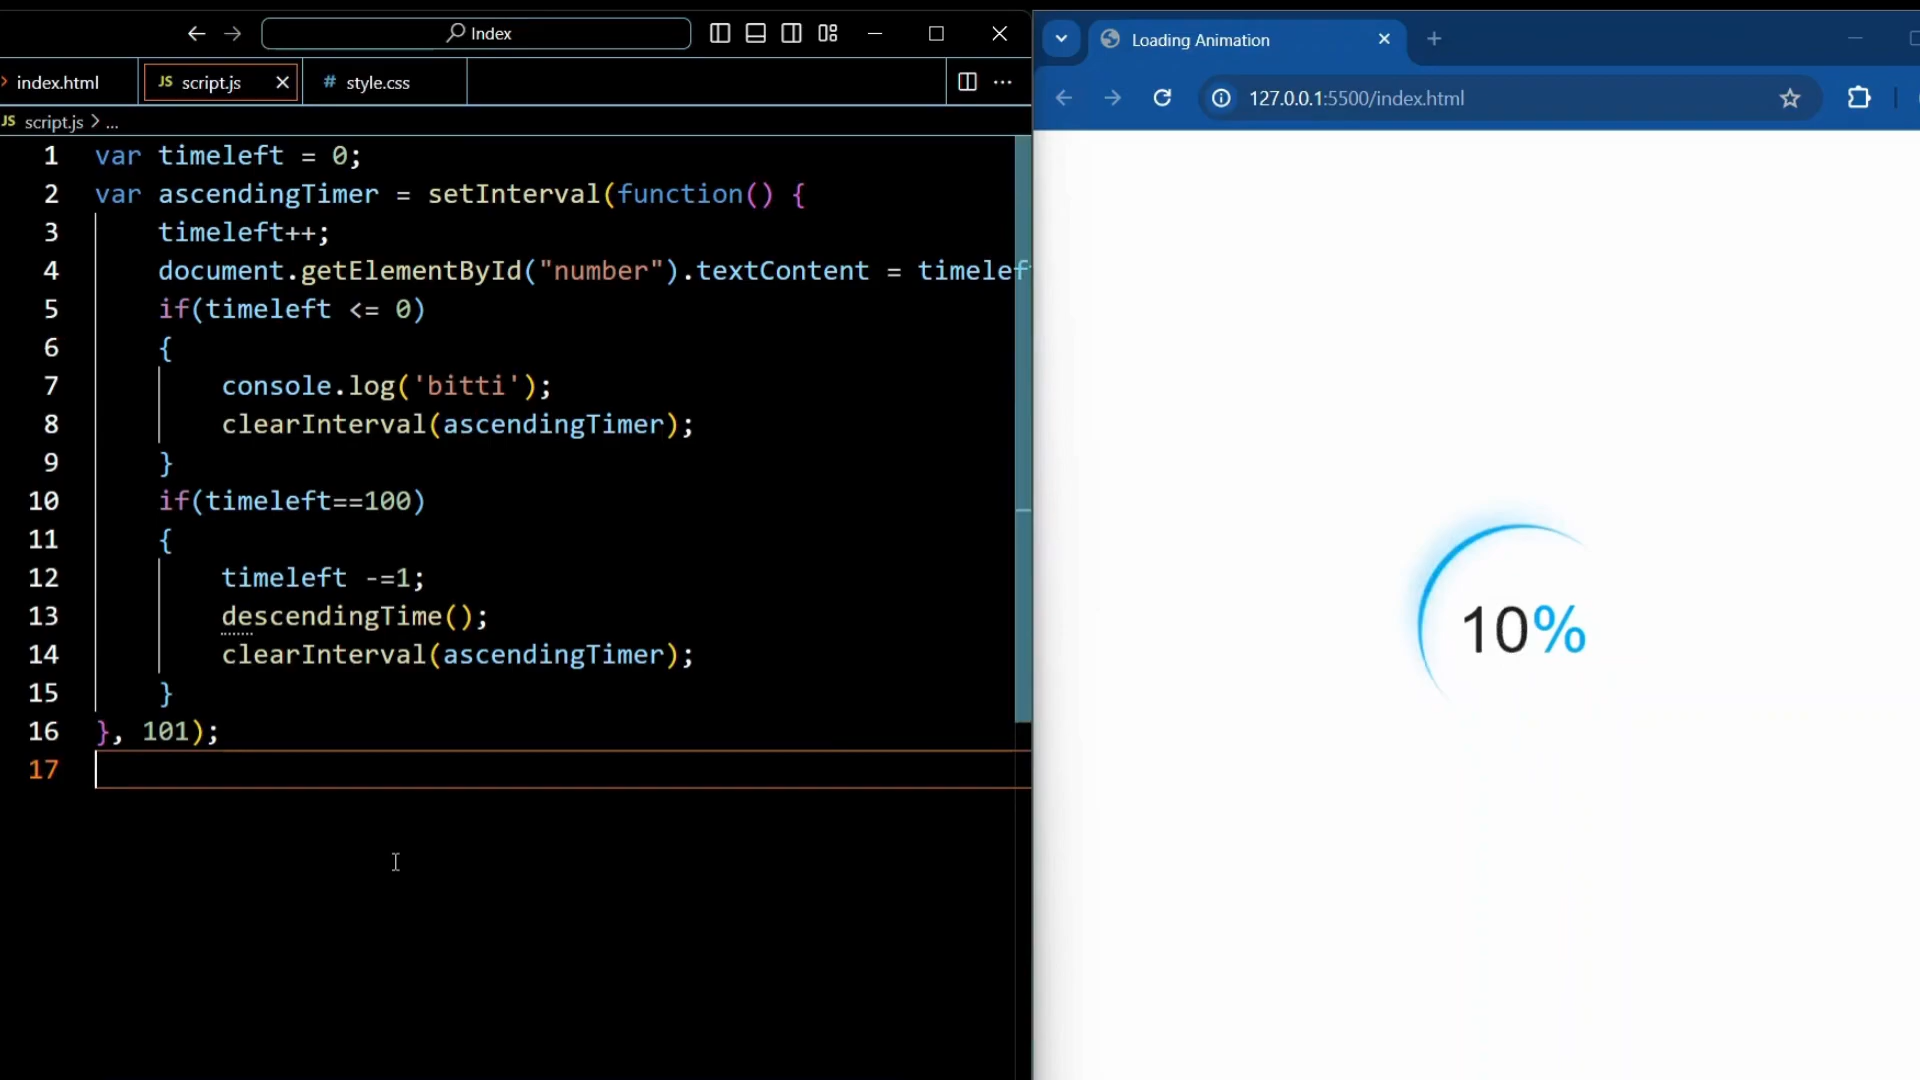 Index
index.html
JS script.js
# style.css
JS script.js > ...
1 var timeleft = 0;
2 var ascendingTimer = setInterval(function() {
3 timeleft++;
4 document.getElementById("number").textContent = timelef
5 if(timeleft <= 0)
6 {
7 console.log('bitti');
8 clearInterval(ascendingTimer);
9 }
10 if(timeleft==100)
11 {
12 timeleft -=1;
13 descendingTime();
14 clearInterval(ascendingTimer);
15 }
16 }, 101);
17
Loading Animation
127.0.0.1:5500/index.html
10%